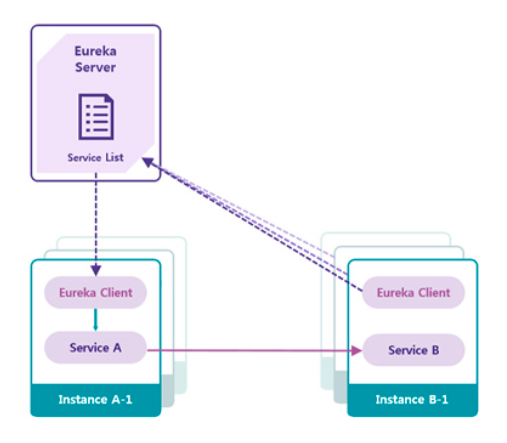 Eureka
Server
Service List
Eureka Client
Service A
Instance A-1
Eureka Client
Service B
Instance B-1